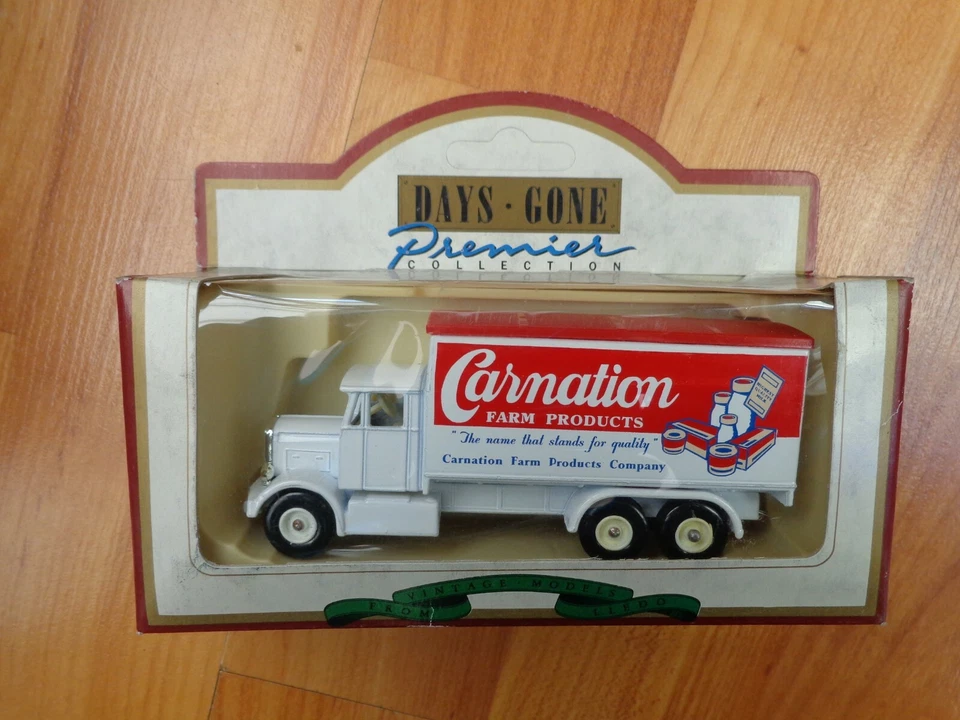 DAYS · GONE
Premier
COLLECTION
Carnation
FARM PRODUCTS
"The name that stands for quality"
Carnation Farm Products Company
VINTAGE MODELS
FROM LLEDO